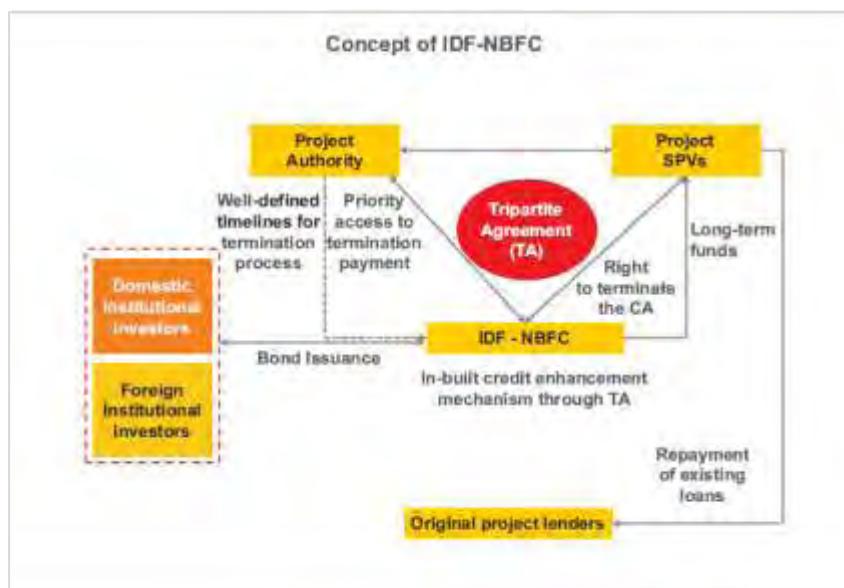 Concept of IDF-NBFC
Project
Authority
Project
SPVs
Well-defined
timelines for
termination
process
Priority
access to
termination
payment
Tripartite
Agreement
(TA)
Long-term
funds
Right
to terminate
the CA
Domestic
Institutional
investors
Foreign
Institutional
investors
Bond Issuance
IDF - NBFC
In-built credit enhancement
mechanism through TA
Repayment
of existing
loans
Original project lenders